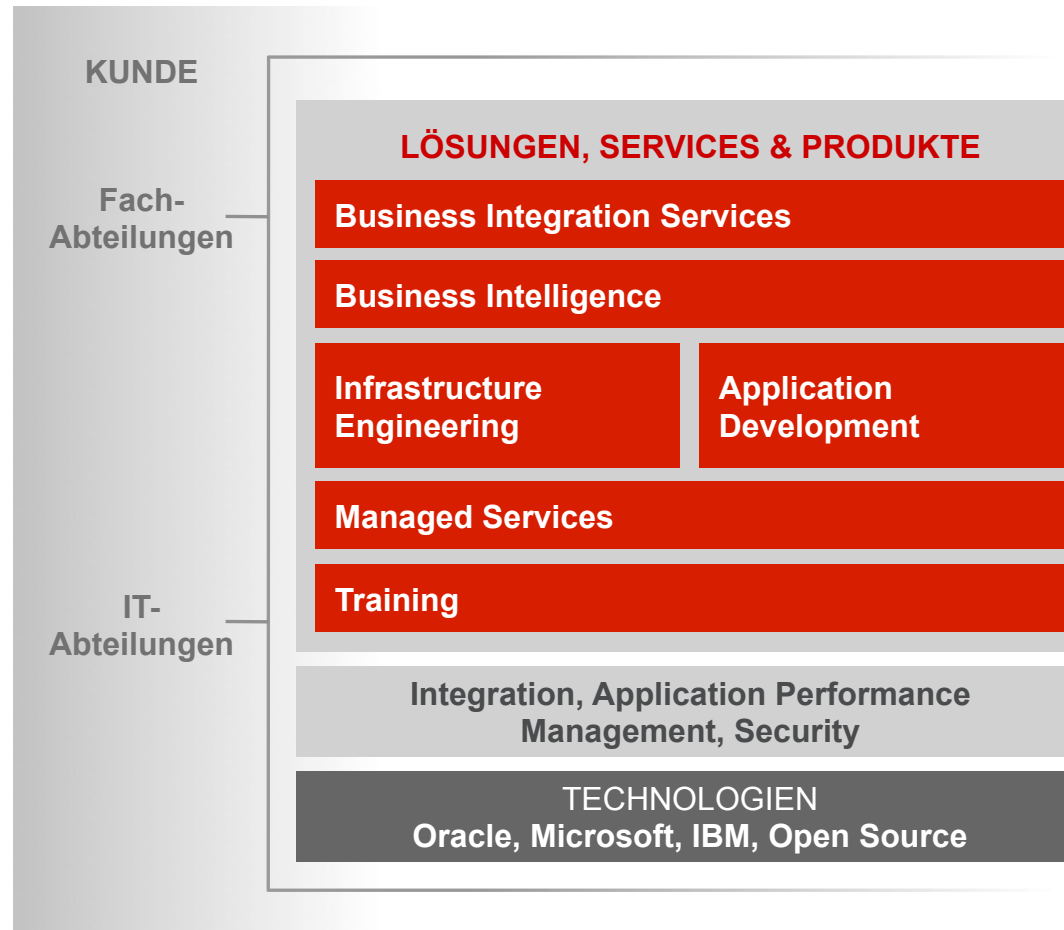 KUNDE
Fach-
Abteilungen
IT-
Abteilungen
LÖSUNGEN, SERVICES & PRODUKTE
Business Integration Services
Business Intelligence
Infrastructure
Engineering
Application
Development
Managed Services
Training
Integration, Application Performance
Management, Security
TECHNOLOGIEN
Oracle, Microsoft, IBM, Open Source